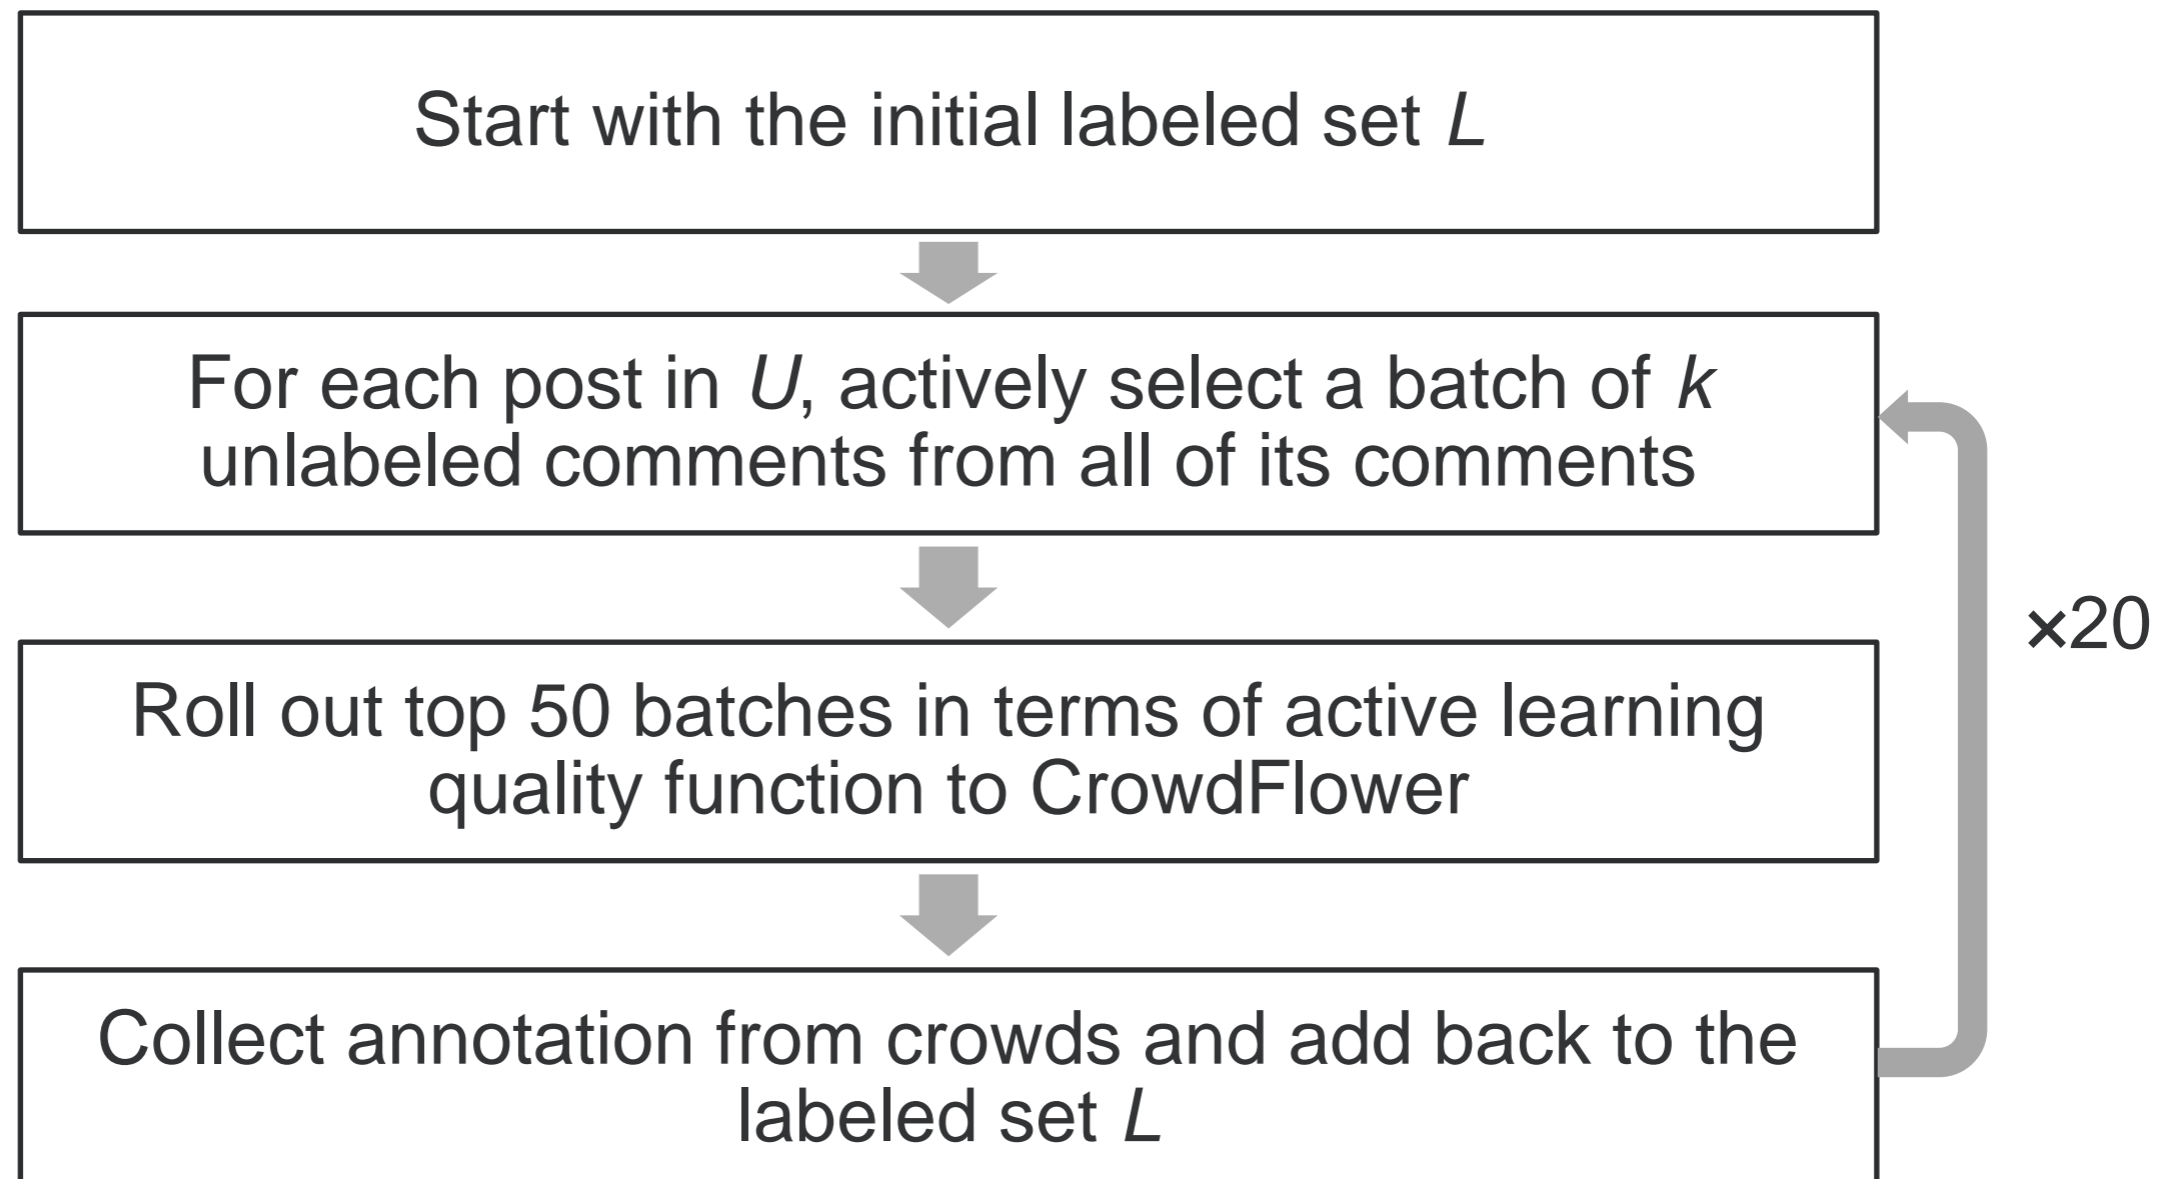 Start with the initial labeled set L
For each post in U, actively select a batch of k
unlabeled comments from all of its comments
×20
Roll out top 50 batches in terms of active learning
quality function to CrowdFlower
Collect annotation from crowds and add back to the
labeled set L